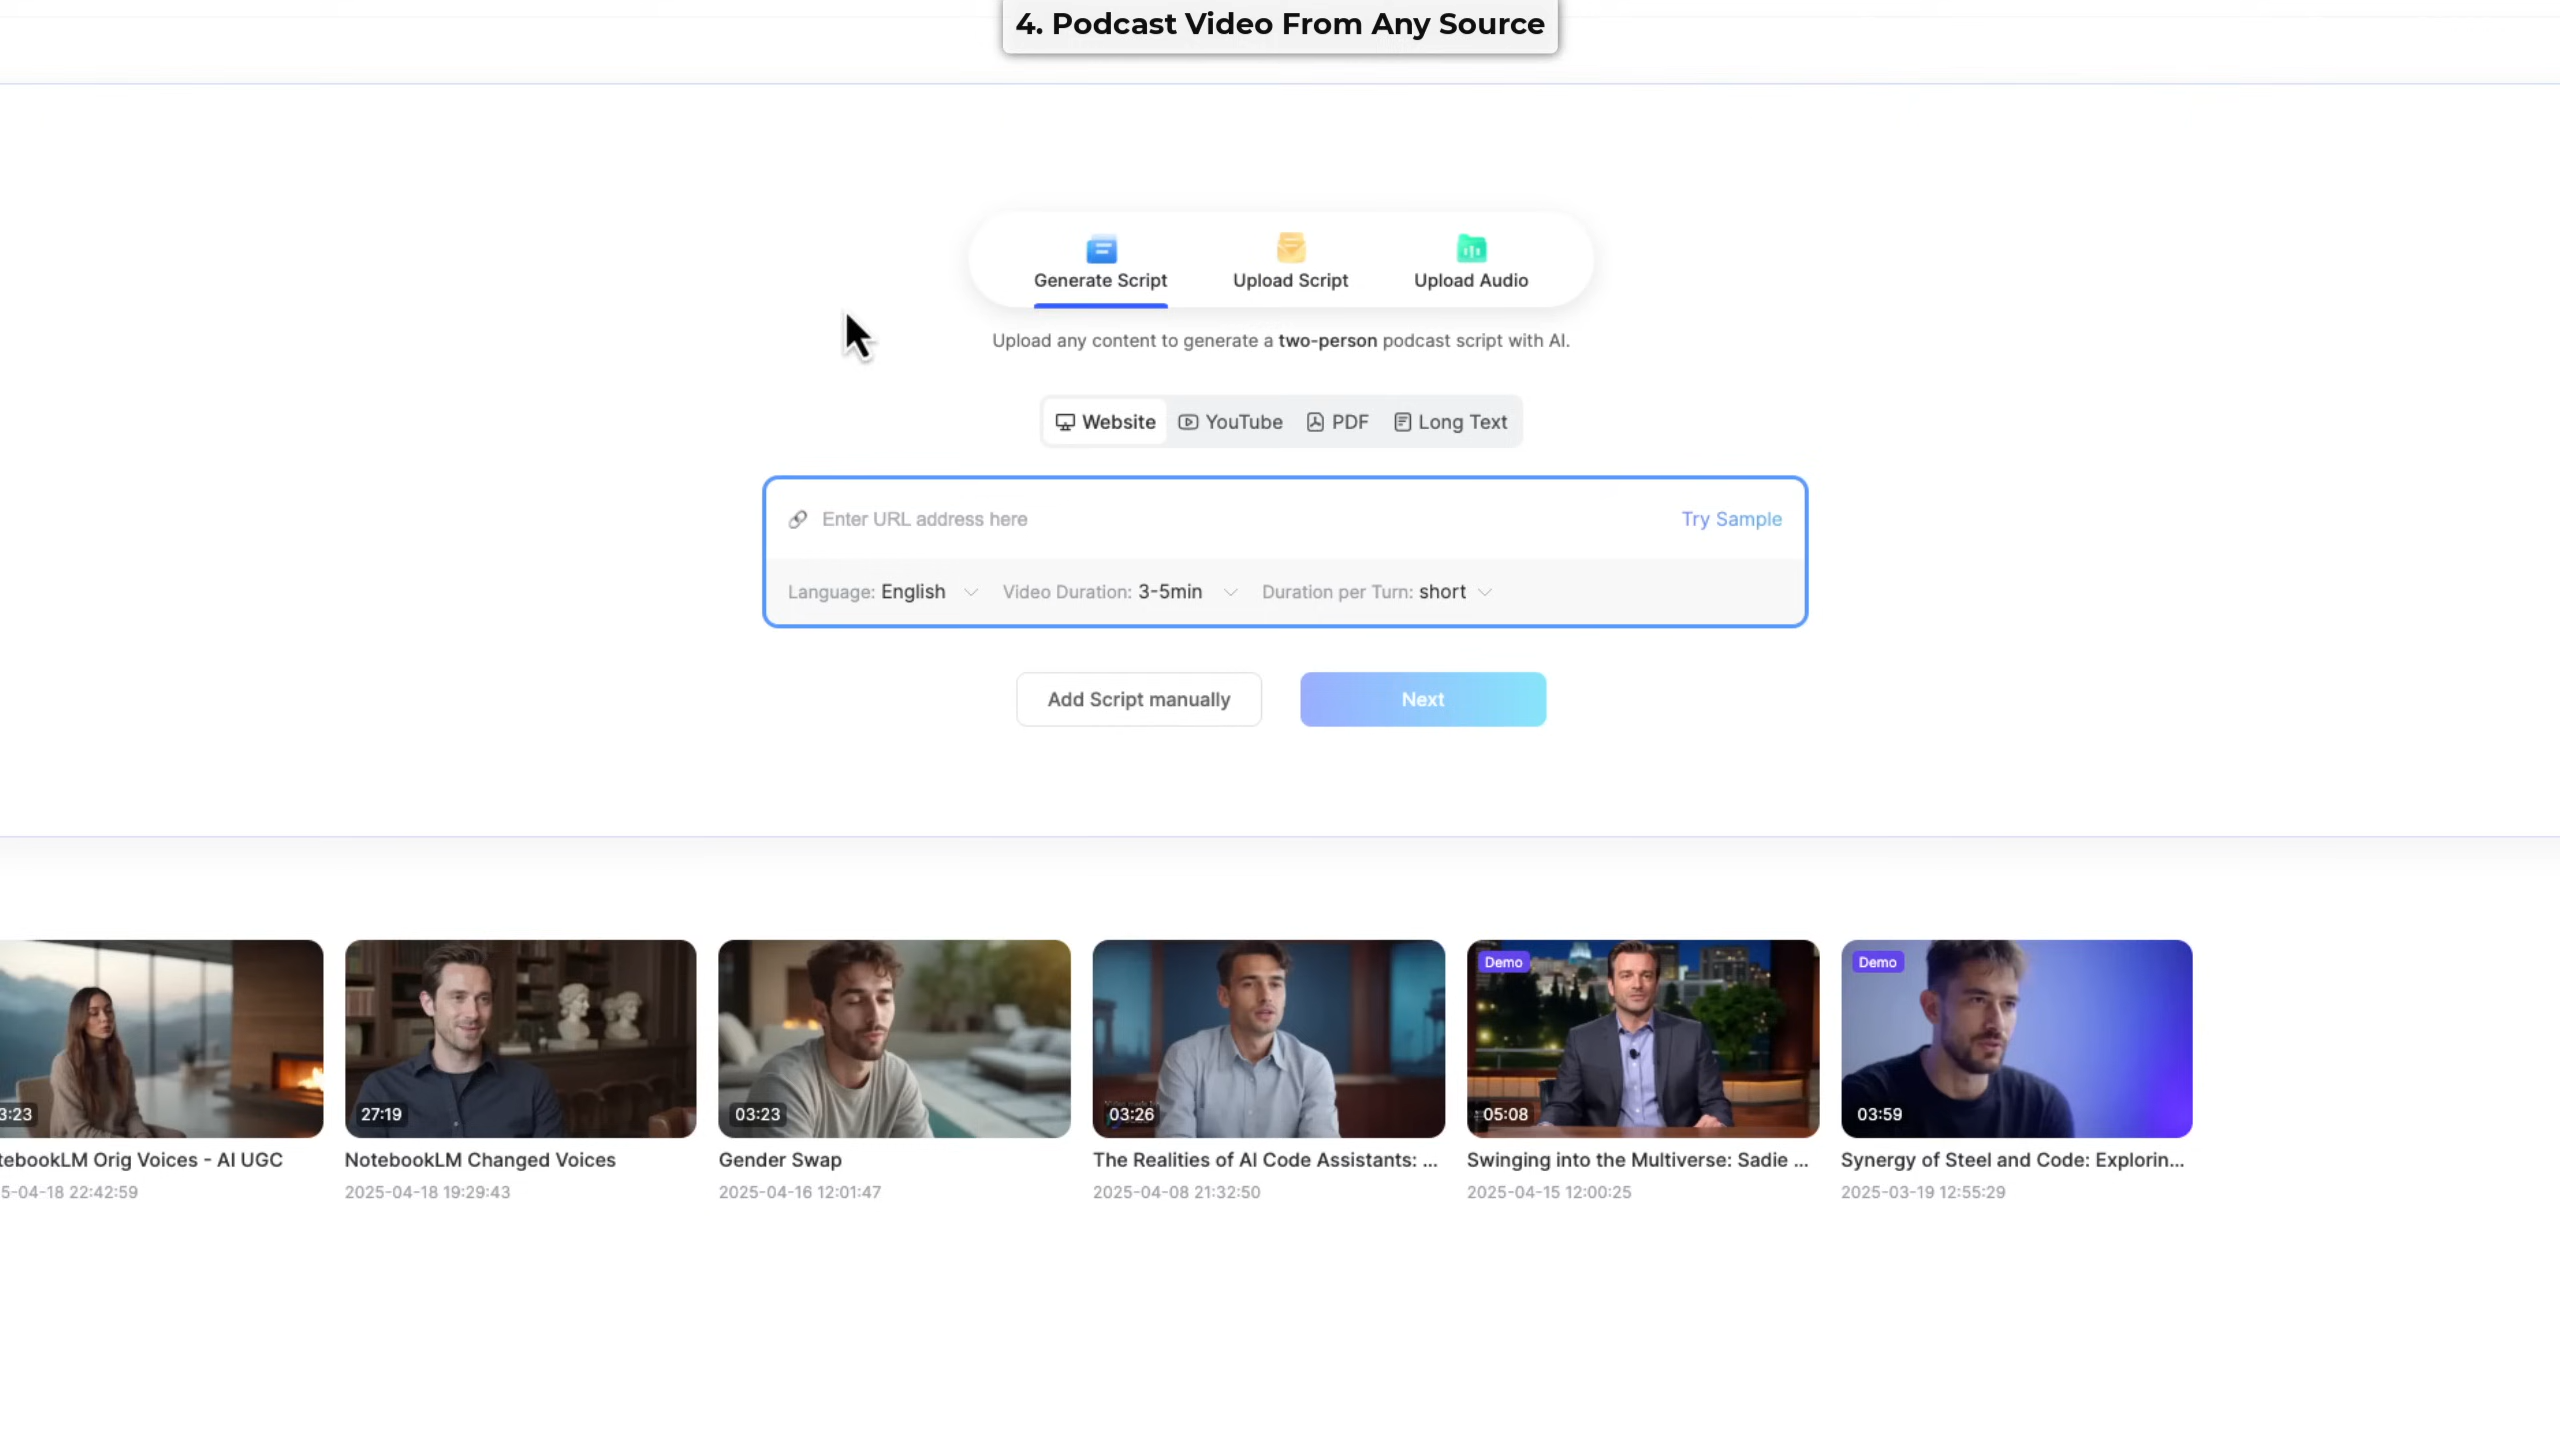 4. Podcast Video From Any Source
Generate Script
Upload Script
Upload Audio
Upload any content to generate a two-person podcast script with AI.
Website
YouTube
PDF
Long Text
Enter URL address here
Try Sample
Language: English
Video Duration: 3-5min
Duration per Turn: short
Add Script manually
Next
3:23
27:19
03:23
03:26
Demo
05:08
Demo
03:59
tebookLM Orig Voices - AI UGC
NotebookLM Changed Voices
Gender Swap
The Realities of AI Code Assistants: ...
Swinging into the Multiverse: Sadie ...
Synergy of Steel and Code: Explorin...
5-04-18 22:42:59
2025-04-18 19:29:43
2025-04-16 12:01:47
2025-04-08 21:32:50
2025-04-15 12:00:25
2025-03-19 12:55:29